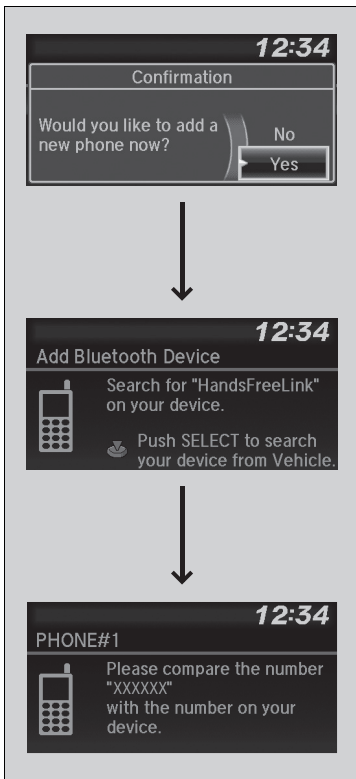 12:34
Confirmation
Would you like to add a
new phone now?
No
Yes
12:34
Add Bluetooth Device
Search for "HandsFreeLink"
on your device.
Push SELECT to search
your device from Vehicle.
12:34
PHONE#1
Please compare the number
"XXXXXX"
with the number on your
device.